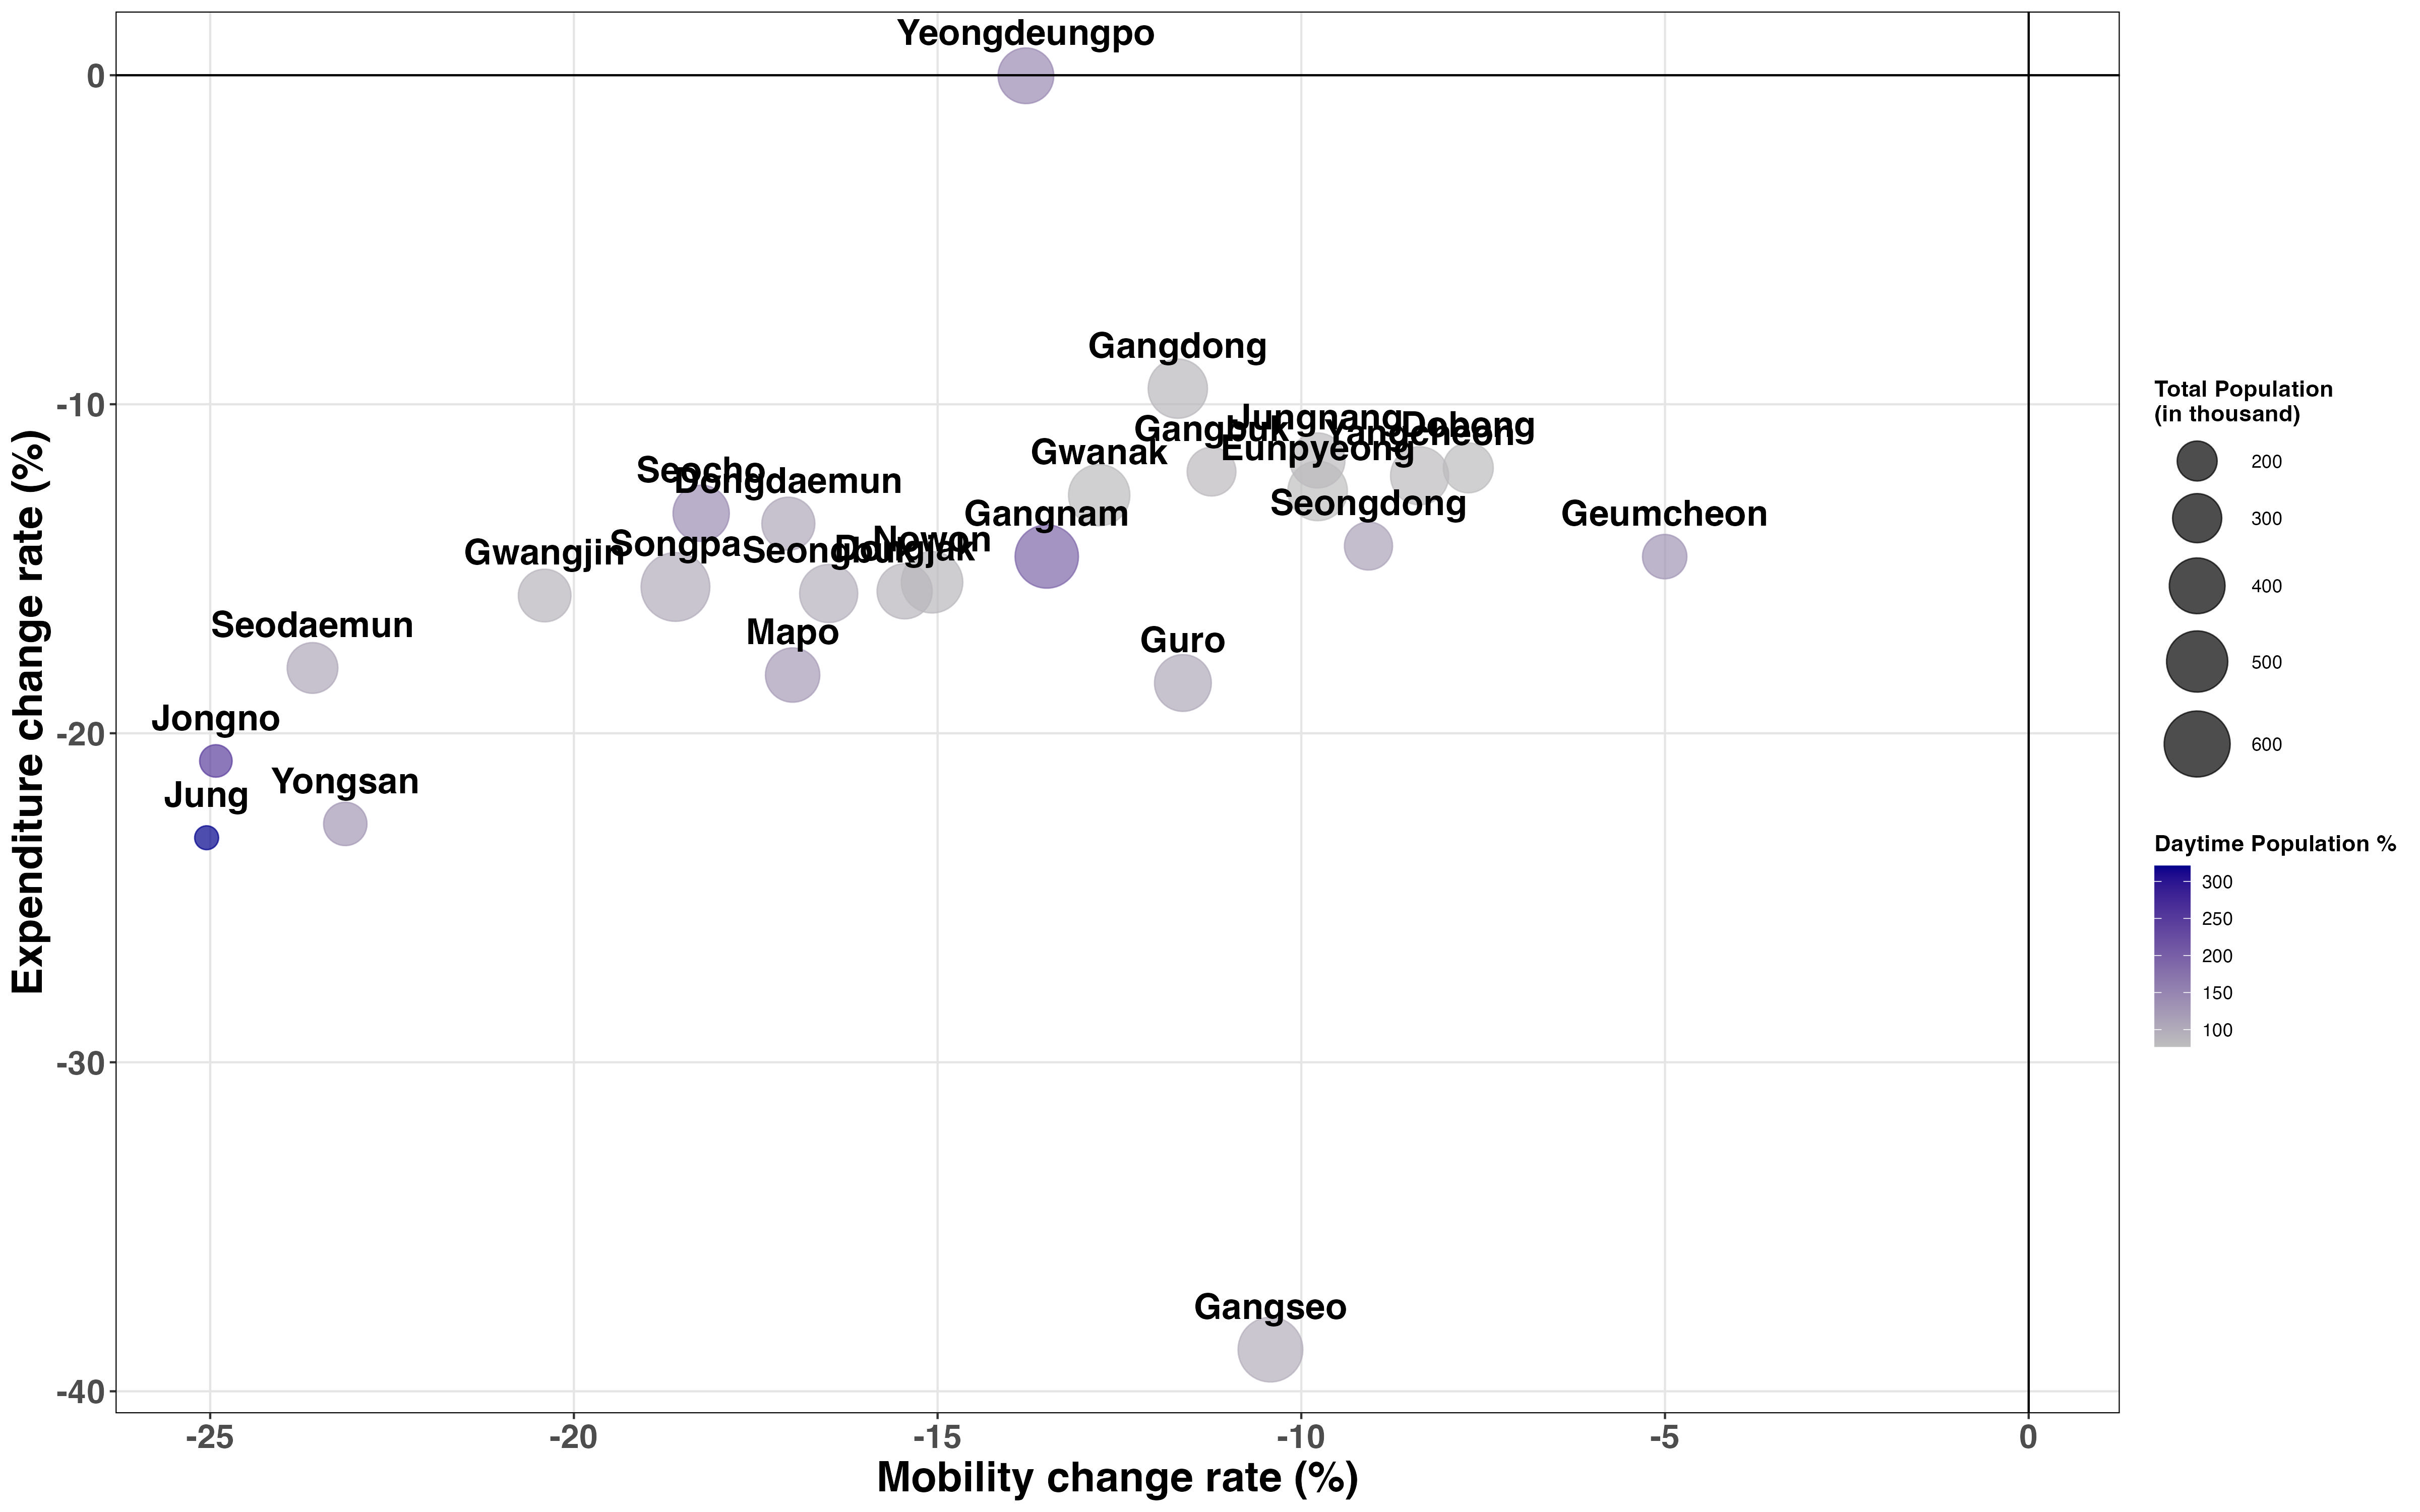 Yeongdeungpo
Gangdong
Jungnang
Dobong
Gangbuk
Yangcheon
Gwanak
Eunpyeong
Seocho
Dongdaemun
Seongdong
Gangnam
Geumcheon
Nowon
Songpa
Seongbuk
Dongjak
Gwangjin
Seodaemun
Mapo
Guro
Jongno
Yongsan
Jung
Gangseo
0
-10
-20
-30
-40
Expenditure change rate (%)
-25
-20
-15
-10
-5
0
Mobility change rate (%)
Total Population
(in thousand)
200
300
400
500
600
Daytime Population %
300
250
200
150
100